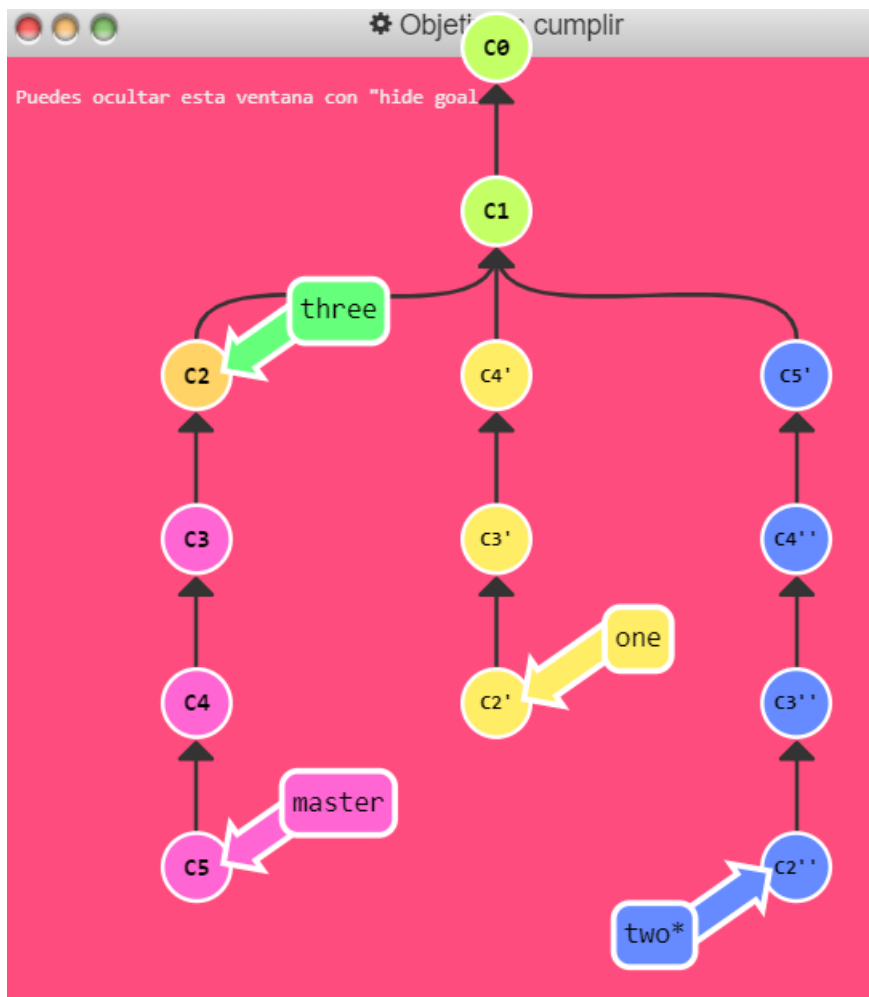 Objeti cumplir
Puedes ocultar esta ventana con "hide goal
C0
C1
three
C2
C4'
C5'
C3
C3'
C4''
one
C4
C2'
C3''
master
C5
C2''
two*